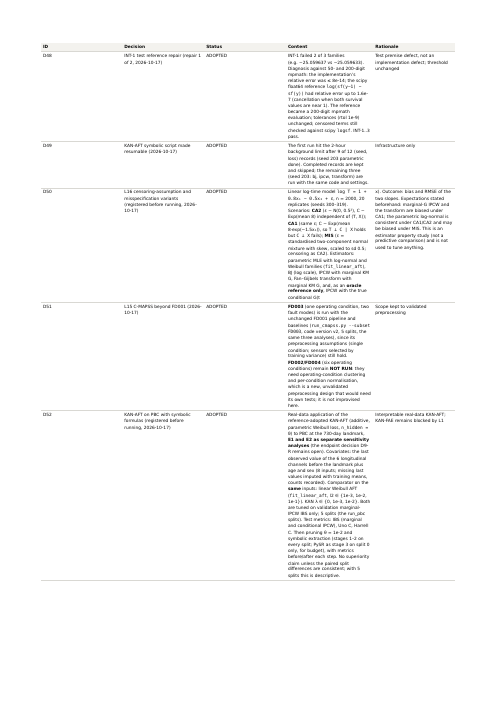 ID Decision Status Content Rationale
D48 INT-1 test reference repair (repair 1 ADOPTED INT-1 failed 2 of 3 families Test premise defect, not an
of 2, 2026-10-17) (e.g. −25.059637 vs −25.059633). implementation defect; threshold
Diagnosis against 50- and 200-digit unchanged
mpmath: the implementation's
relative error was ≤ 8e-14; the scipy
float64 reference log(sf(y−1) −
sf(y)) had relative error up to 1.6e-
7 (cancellation when both survival
values are near 1). The reference
became a 200-digit mpmath
evaluation; tolerances (rtol 1e-9)
unchanged; censored terms still
checked against scipy logsf. INT-1..3
pass.
D49 KAN-AFT symbolic script made ADOPTED The first run hit the 2-hour Infrastructure only
resumable (2026-10-17) background limit after 9 of 12 (seed,
loss) records (seed 203 parametric
done). Completed records are kept
and skipped; the remaining three
(seed 203: bj, ipcw, transform) are
run with the same code and settings
D50 L16 censoring-assumption and ADOPTED Linear log-time model log T = 1 + x). Outcome: bias and RMSE of the
misspecification variants 0.8x₁ − 0.5x₂ + ε, n = 2000, 20 two slopes. Expectations stated
(registered before running, 2026- replicates (seeds 300–319). beforehand: marginal-G IPCW and
10-17) Scenarios: CA2 (ε ~ N(0, 0.5²), C ~ the transform are biased under
Exp(mean 8) independent of (T, X)); CA1; the parametric log-normal is
CA1 (same ε; C ~ Exp(mean consistent under CA1/CA2 and may
8·exp(−1.5x₁)), so T ⊥ C | X holds be biased under MIS. This is an
but C ⊥ X fails); MIS (ε = estimator property study (not a
standardised two-component normal predictive comparison) and is not
mixture with skew, scaled to sd 0.5; used to tune anything.
censoring as CA2). Estimators:
parametric MLE with log-normal and
Weibull families (fit_linear_aft),
BJ (log scale), IPCW with marginal KM
G, Fan–Gijbels transform with
marginal KM G, and, as an oracle
reference only, IPCW with the true
conditional G(t
D51 L15 C-MAPSS beyond FD001 (2026- ADOPTED FD003 (one operating condition, two Scope kept to validated
10-17) fault modes) is run with the preprocessing
unchanged FD001 pipeline and
baselines (run_cmapss.py --subset
FD003, code version v2, 5 splits, the
same three analyses), since
its preprocessing assumptions (single
condition; sensors selected by
training variance) still hold.
FD002/FD004 (six operating
conditions) remain NOT RUN: they
need operating-condition clustering
and per-condition normalisation,
which is a new, unvalidated
preprocessing design that would need
its own tests; it is not improvised
here.
D52 KAN-AFT on PBC with symbolic ADOPTED Real-data application of the Interpretable real-data KAN-AFT;
formulas (registered before reference-adopted KAN-AFT (additive, KAN-FAE remains blocked by L1
running, 2026-10-17) parametric Weibull loss, n_hidden =
0) to PBC at the 730-day landmark,
E1 and E2 as separate sensitivity
analyses (the endpoint decision D9-
R remains open). Covariates: the last
observed value of the 6 longitudinal
channels before the landmark plus
age and sex (8 inputs; missing last
values imputed with training means,
counts recorded). Comparator on the
same inputs: linear Weibull AFT
(fit_linear_aft, l2 ∈ {1e-3, 1e-2,
1e-1}). KAN λ ∈ {0, 1e-3, 1e-2}. Both
are tuned on validation marginal-
IPCW IBS only; 5 splits (the run_pbc
splits). Test metrics: IBS (marginal
and conditional IPCW), Uno C, Harrell
C. Then pruning θ = 1e-2 and
symbolic extraction (stages 1–2 on
every split; PySR as stage 3 on split 0
only, for budget), with metrics
before/after each step. No superiority
claim unless the paired split
differences are consistent; with 5
splits this is descriptive.